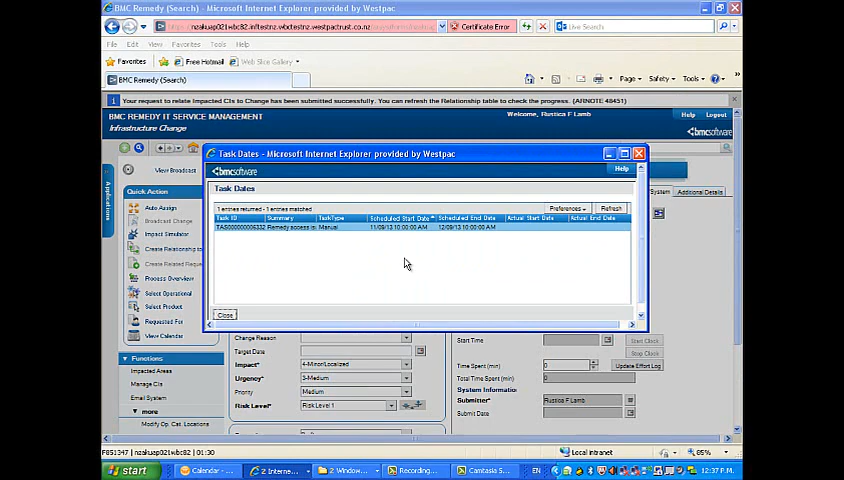 BMC Remedy (Search) - Microsoft Internet Explorer provided by Westpac
Certificate Error
Live Search
File Edit View Favorites Tools Help
Favorites Free Hotmail Web Slice Gallery
BMC Remedy (Search)
Page Safety Tools
Your request to relate Impacted CIs to Change has been submitted successfully. You can refresh the Relationship table to check the progress. (ARNOTE 48451)
BMC REMEDY IT SERVICE MANAGEMENT Welcome, Rustica F Lamb Help Logout
Infrastructure Change bmcsoftware
Task Dates - Microsoft Internet Explorer provided by Westpac
View Broadcast
bmcsoftware Help
Applications
Quick Action
Task Dates
System Additional Details
Auto Assign
1 entries returned - 1 entries matched Preferences Refresh
Broadcast Change
Task ID Summary TaskType Scheduled Start Date Scheduled End Date Actual Start Date Actual End Date
Remedy access is Manual 11/09/13 10:00:00 AM 12/09/13 10:00:00 AM
Impact Simulator
Create Relationship to
Create Related Reques
Process Overview
Select Operational
Select Product
Close
Requested For
View Calendar
Change Reason
Start Time Start Clock
Target Date
Stop Clock
Functions
Impact* 4-Minor/Localized
Time Spent (min) 0 Update Effort Log
Impacted Areas
Urgency* 3-Medium
Total Time Spent (min) 0
Manage CIs
Priority Medium
System Informatio
Email System
Risk Level* Risk Level 1
Submitter* Rustica F Lamb
more
Submit Date
Modify Op. Cat. Locations
F851347 | nzakuap021wbc82 | 01:30 Local intranet 85%
start Calendar - ... 2 Interne... 2 Window... Recording... Camtasia S... EN 12:37 P.M.